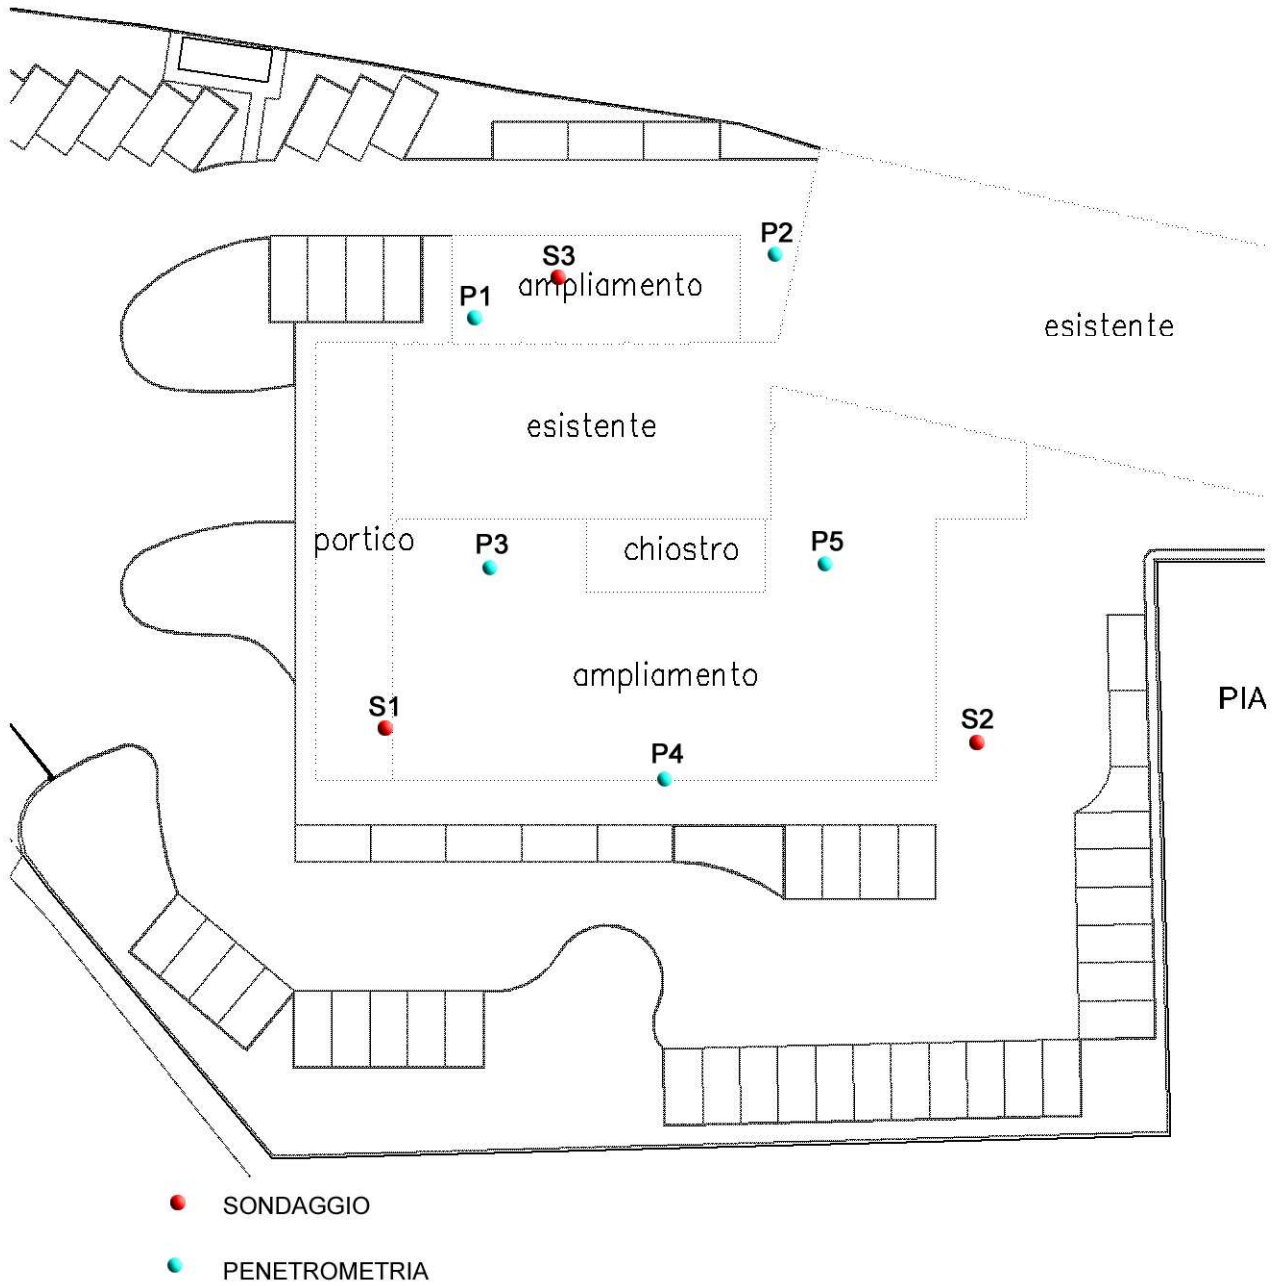 P2
S3
ampliamento
P1
esistente
esistente
portico
P3
chiostro
P5
ampliamento
S1
PIA
S2
P4
SONDAGGIO
PENETROMETRIA